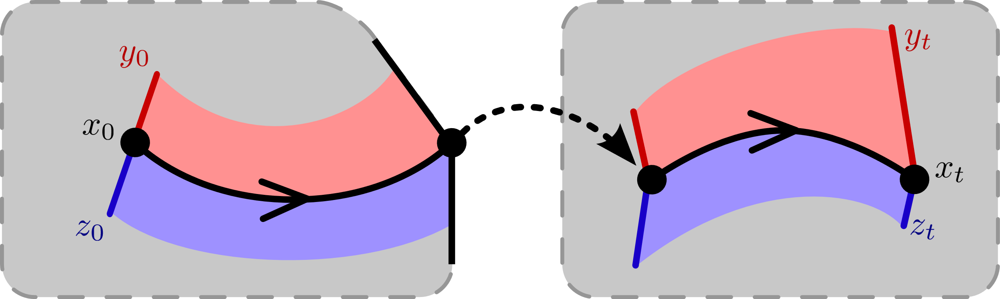 y₀
x₀
z₀
yₜ
xₜ
zₜ